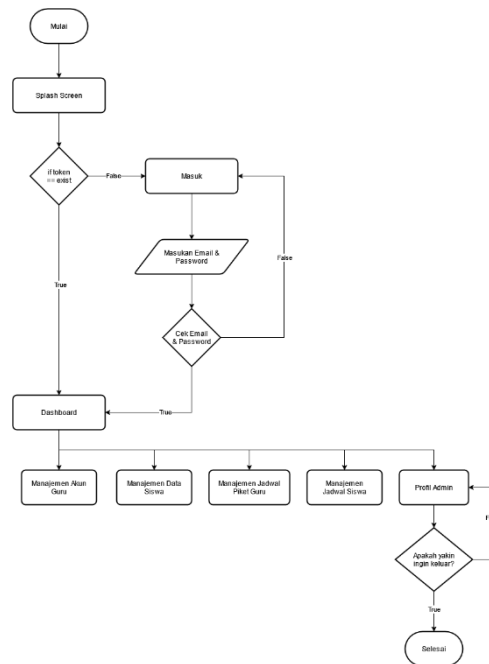 Mulai
Splash Screen
if token
== exist
False
Masuk
Masukan Email &
Password
False
True
Cek Email
& Password
Dashboard
True
Manajemen Akun
Guru
Manajemen Data
Siswa
Manajemen Jadwal
Piket Guru
Manajemen
Jadwal Siswa
Profil Admin
F
Apakah yakin
ingin keluar?
True
Selesai